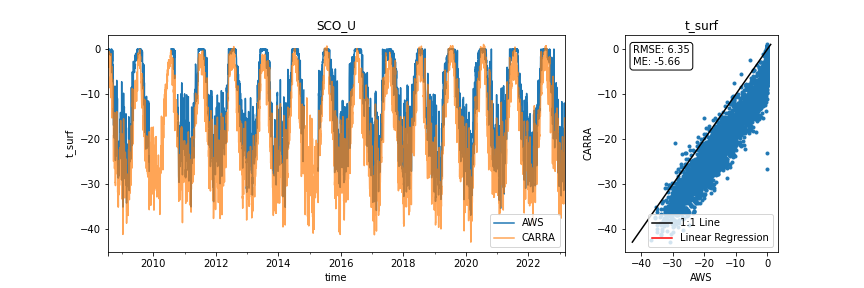 SCO_U
t_surf
0
−10
−20
−30
−40
t_surf
2010
2012
2014
2016
2018
2020
2022
time
AWS
CARRA
t_surf
RMSE: 6.35
ME: -5.66
0
−10
−20
−30
−40
CARRA
−40
−30
−20
−10
0
AWS
1:1 Line
Linear Regression